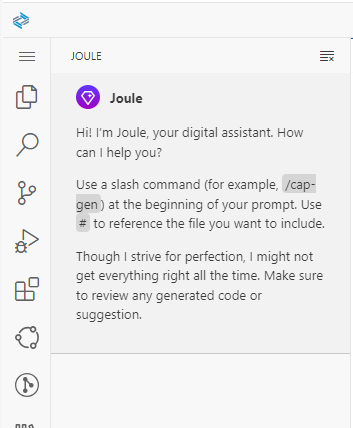 JOULE
Joule
Hi! I'm Joule, your digital assistant. How
can I help you?
Use a slash command (for example, /cap-
gen) at the beginning of your prompt. Use
# to reference the file you want to include.
Though I strive for perfection, I might not
get everything right all the time. Make sure
to review any generated code or
suggestion.